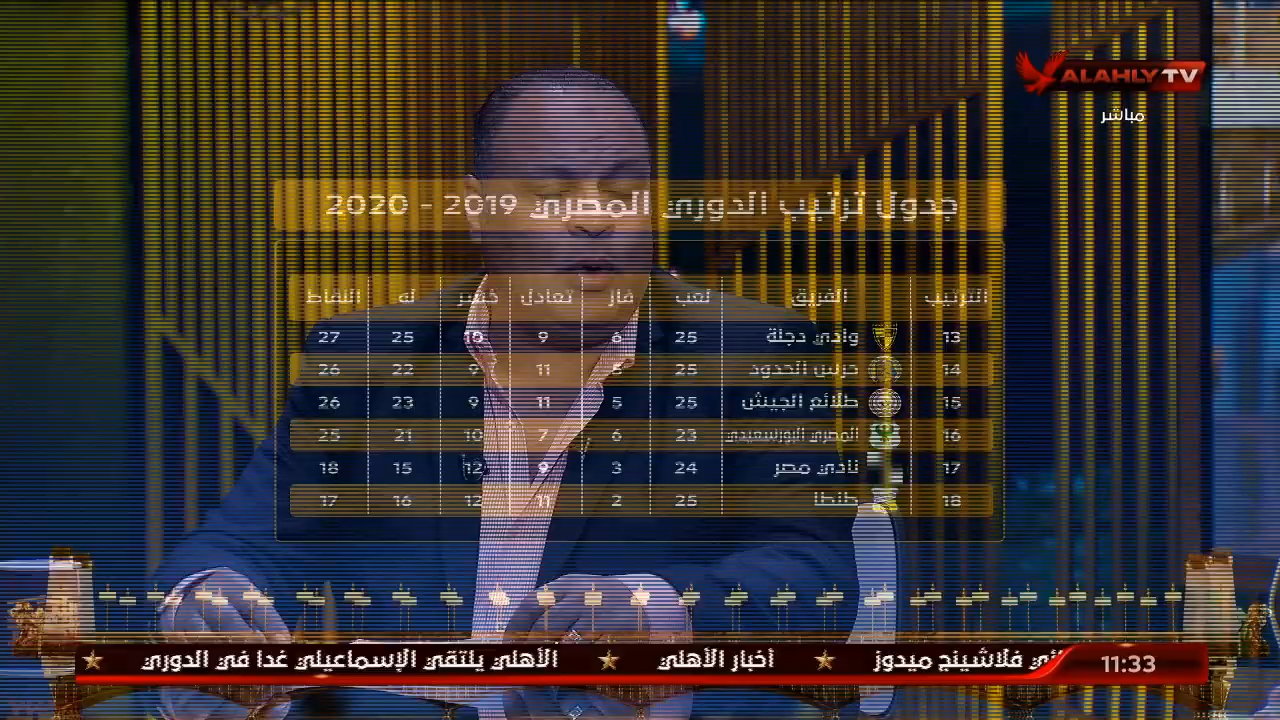 ALAHLY TV
مباشر
جدول ترتيب الدوري المصري 2019 - 2020
الترتيب الفريق لعب فاز تعادل خسر له النقاط
13 وادي دجلة 25 6 9 10 25 27
14 حرس الحدود 25 5 11 9 22 26
15 طلائع الجيش 25 5 11 9 23 26
16 المصري البورسعيدي 23 6 7 10 21 25
17 نادي مصر 24 3 9 12 15 18
18 طنطا 25 2 11 12 16 17
11:33 فلاشينج ميدوز ★ أخبار الأهلي ★ الأهلي يلتقي الإسماعيلي غدا في الدوري ★